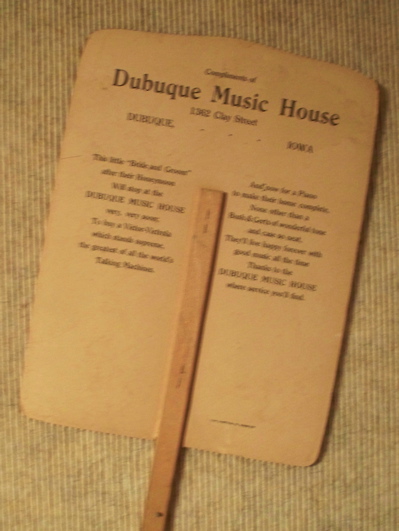 Compliments of
Dubuque Music House
1362 Clay Street
DUBUQUE, - - IOWA
This little "Bride and Groom"
after their Honeymoon
Will stop at the
DUBUQUE MUSIC HOUSE
very, very soon.
To buy a Victor-Victrola
which stands supreme,
the greatest of all the world's
Talking Machines.
And now for a Piano
to make their home complete,
None other than a
Bush & Gerts of wonderful tone
and case so neat.
They'll live happy forever with
good music all the time
Thanks to the
DUBUQUE MUSIC HOUSE
where service you'll find.